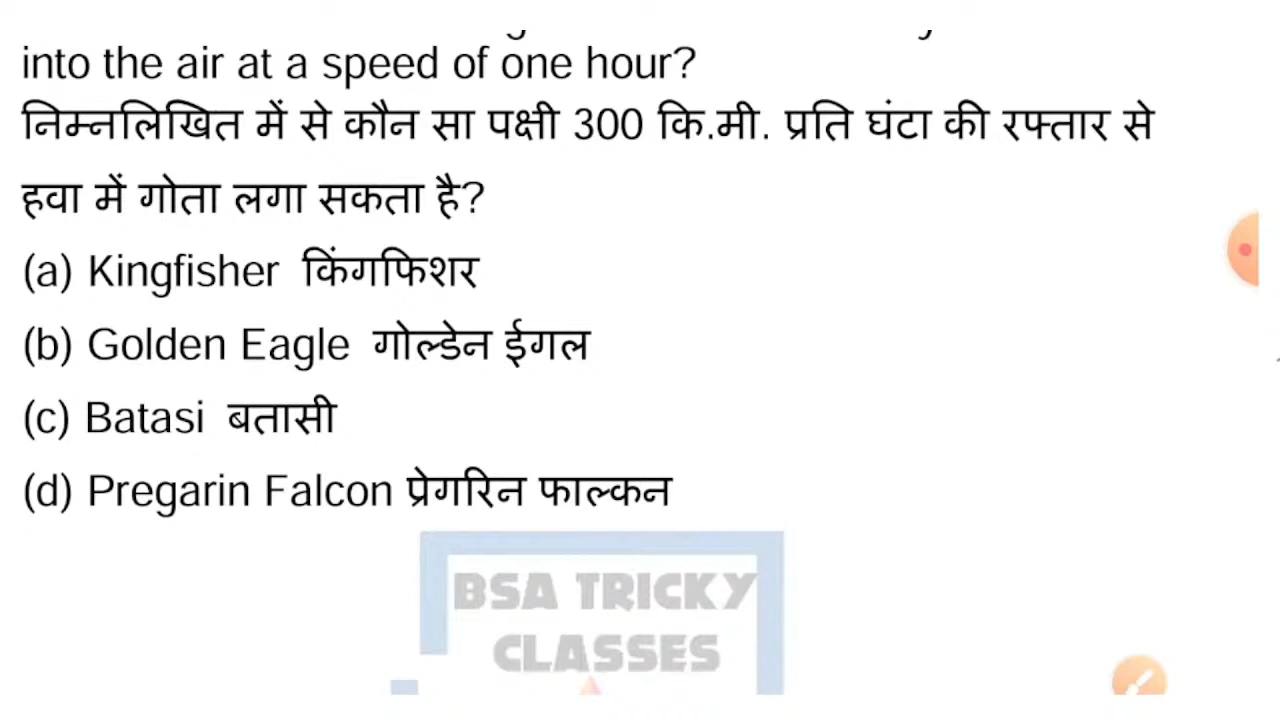 into the air at a speed of one hour?
निम्नलिखित में से कौन सा पक्षी 300 कि.मी. प्रति घंटा की रफ्तार से
हवा में गोता लगा सकता है?
(a) Kingfisher किंगफिशर
(b) Golden Eagle गोल्डेन ईगल
(c) Batasi बतासी
(d) Pregarin Falcon प्रेगरिन फाल्कन
BSA TRICKY
CLASSES